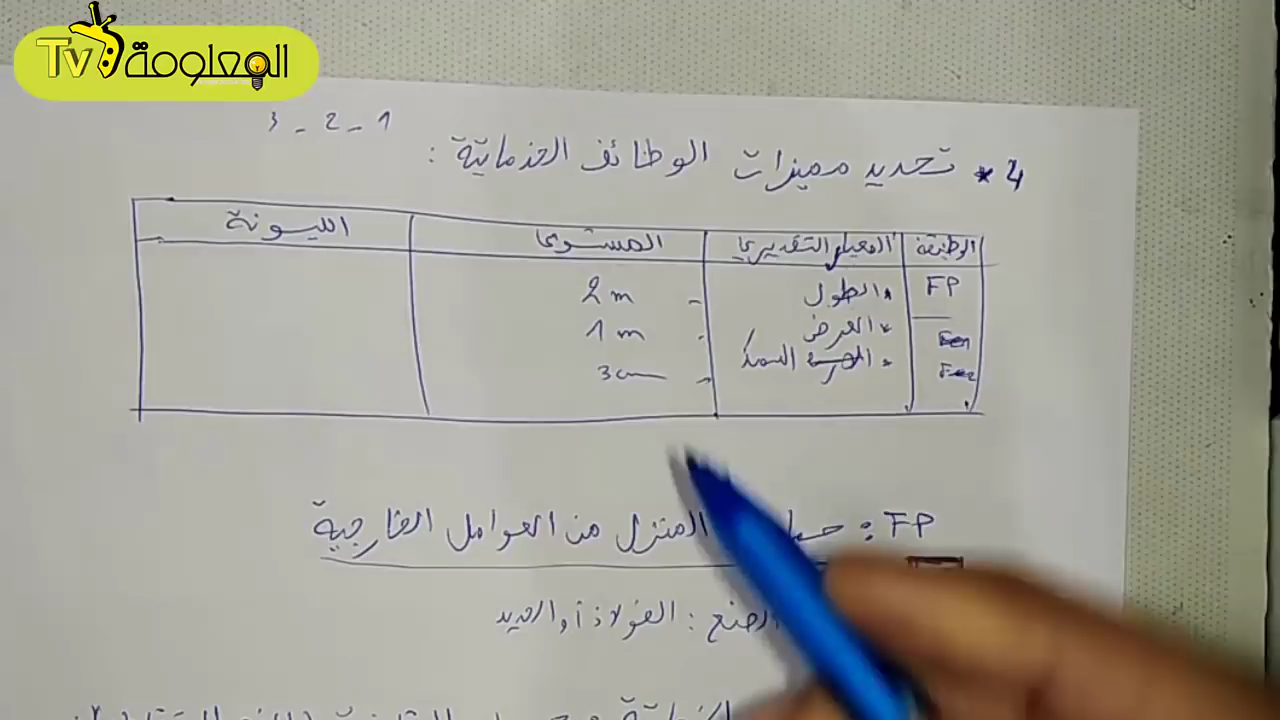 المعلومة Tv
1 - 2 - 3
4 * تحديد مميزات الوظائف الخدماتية :
الوظيفة المعيار التقديري المستوى الليونة
FP * الطول - 2 m
* العرض - 1 m
* السمك - 3 cm
FP : المنزل من العوامل الخارجية
الصنع : الفولاذ أو الحديد